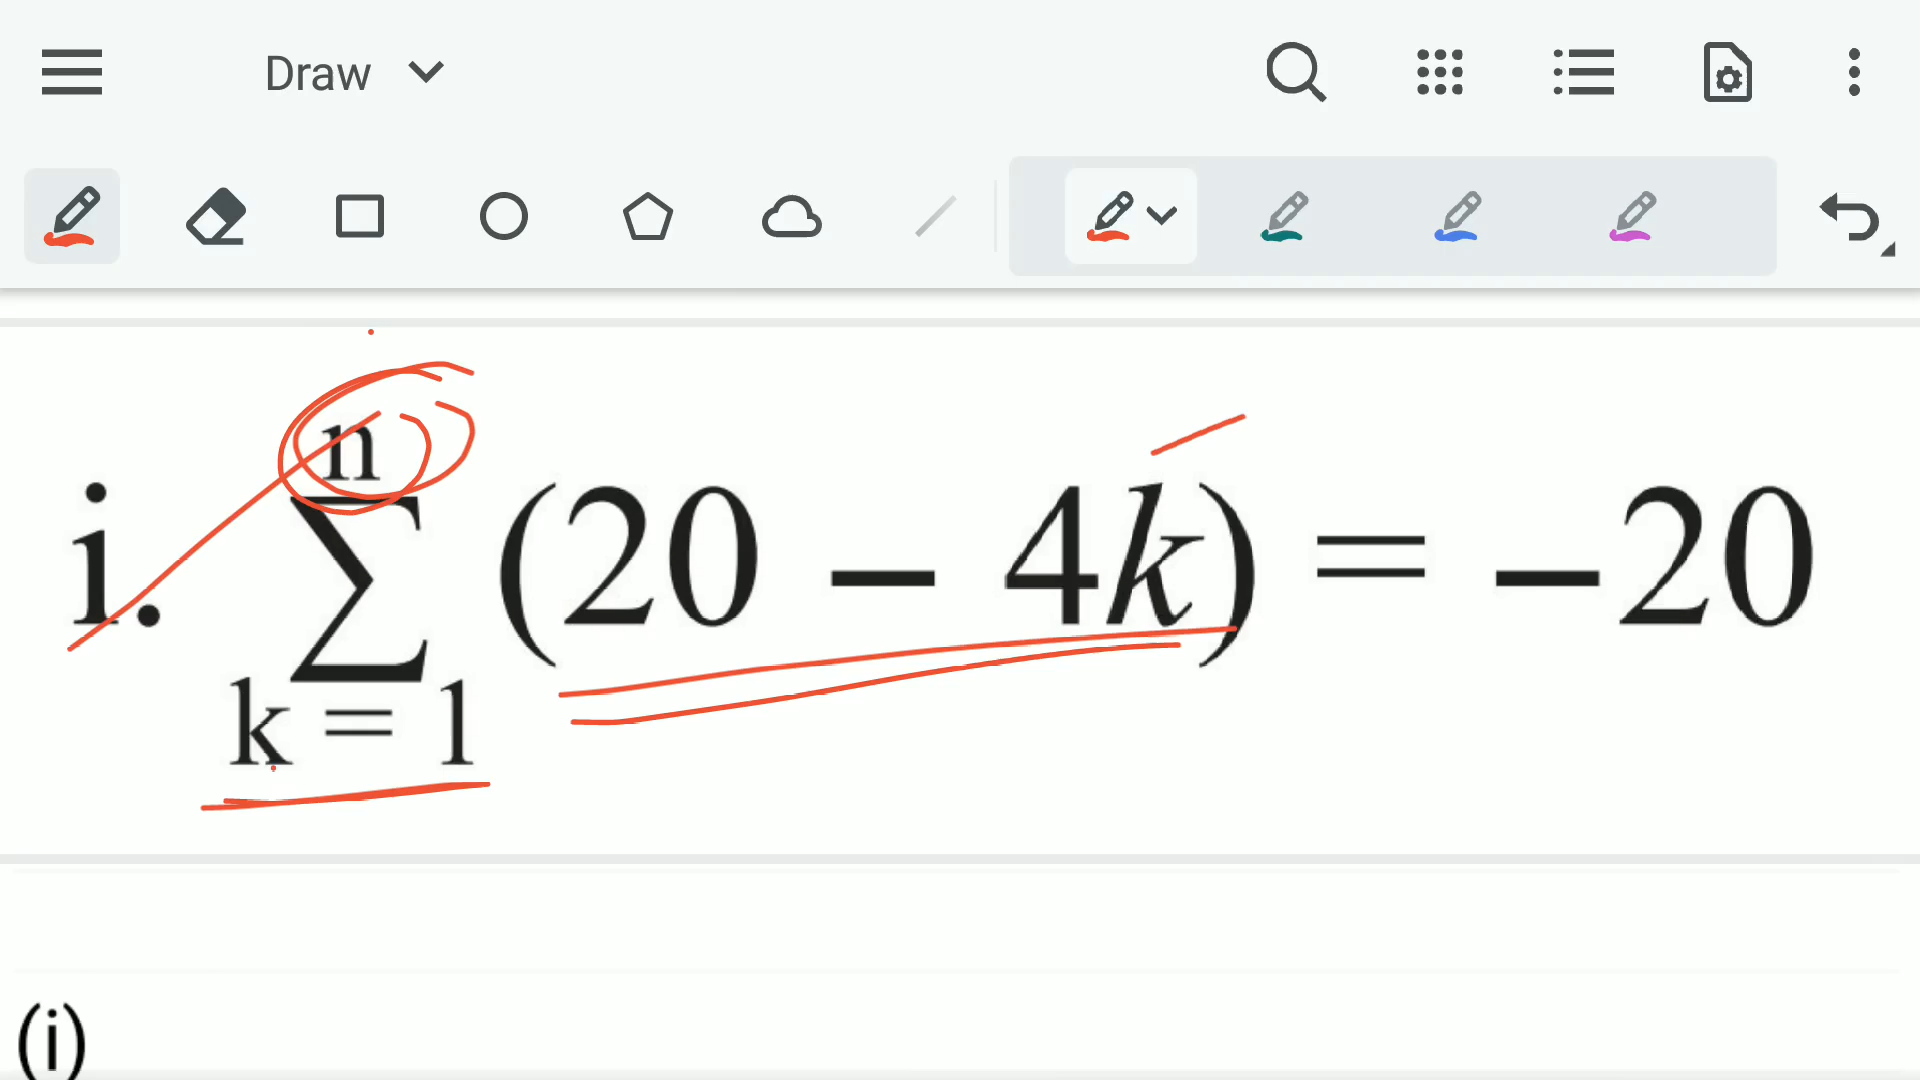 Draw
n
i. ∑ (20 − 4k) = −20
k = 1
(i)